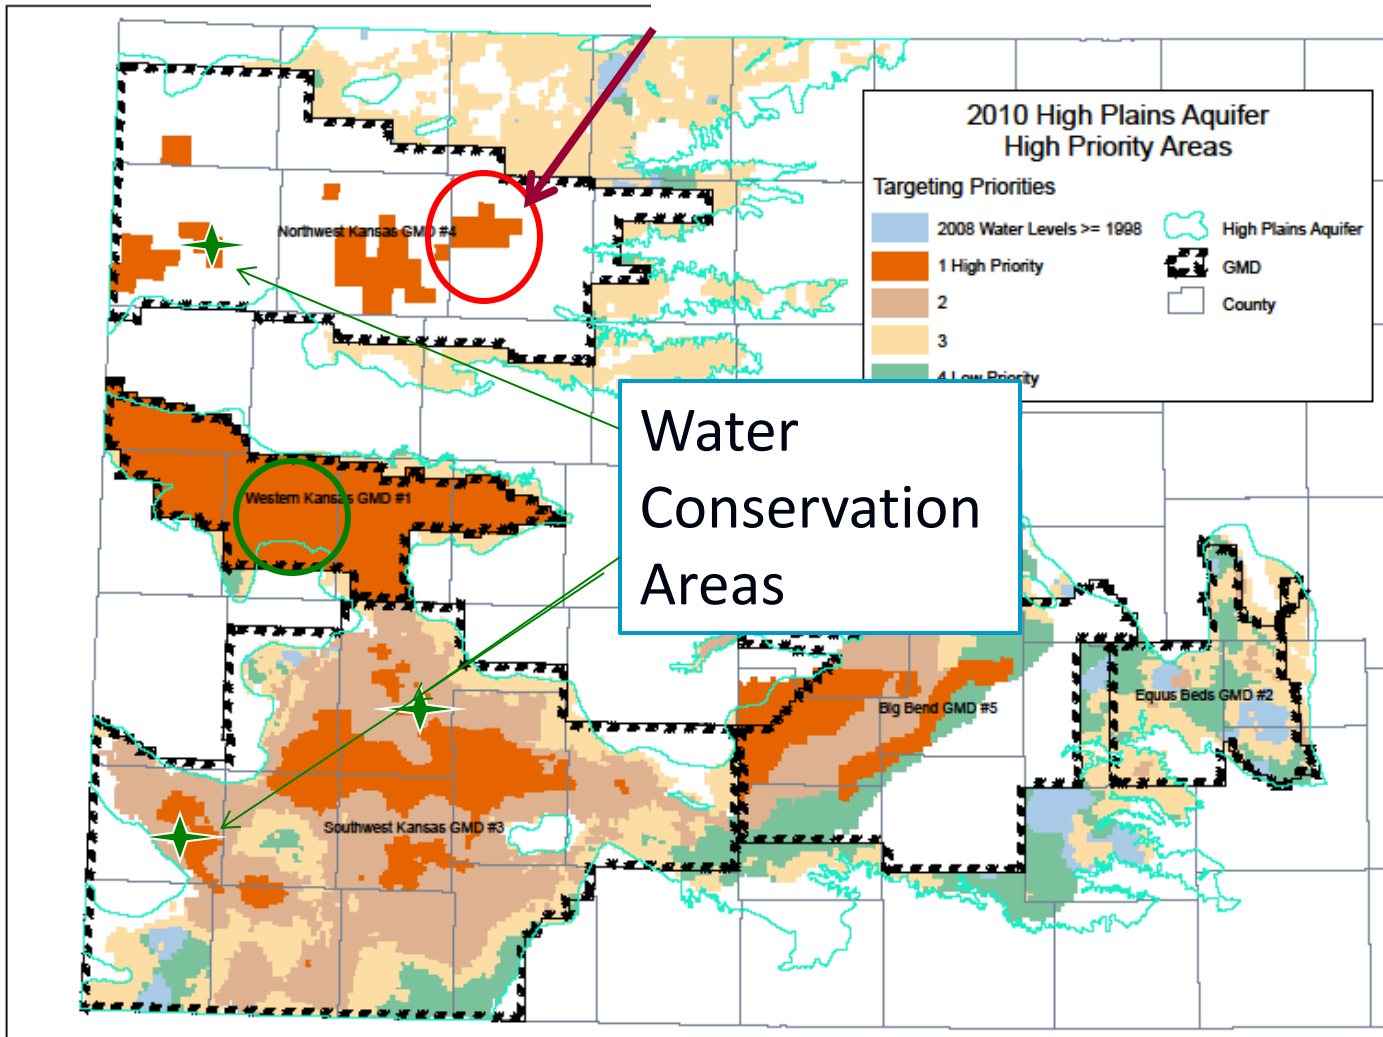 2010 High Plains Aquifer
High Priority Areas
Targeting Priorities
2008 Water Levels >= 1998
1 High Priority
2
3
4 Low Priority
High Plains Aquifer
GMD
County
Northwest Kansas GMD #4
Water
Conservation
Areas
Western Kansas GMD #1
Big Bend GMD #5
Equus Beds GMD #2
Southwest Kansas GMD #3